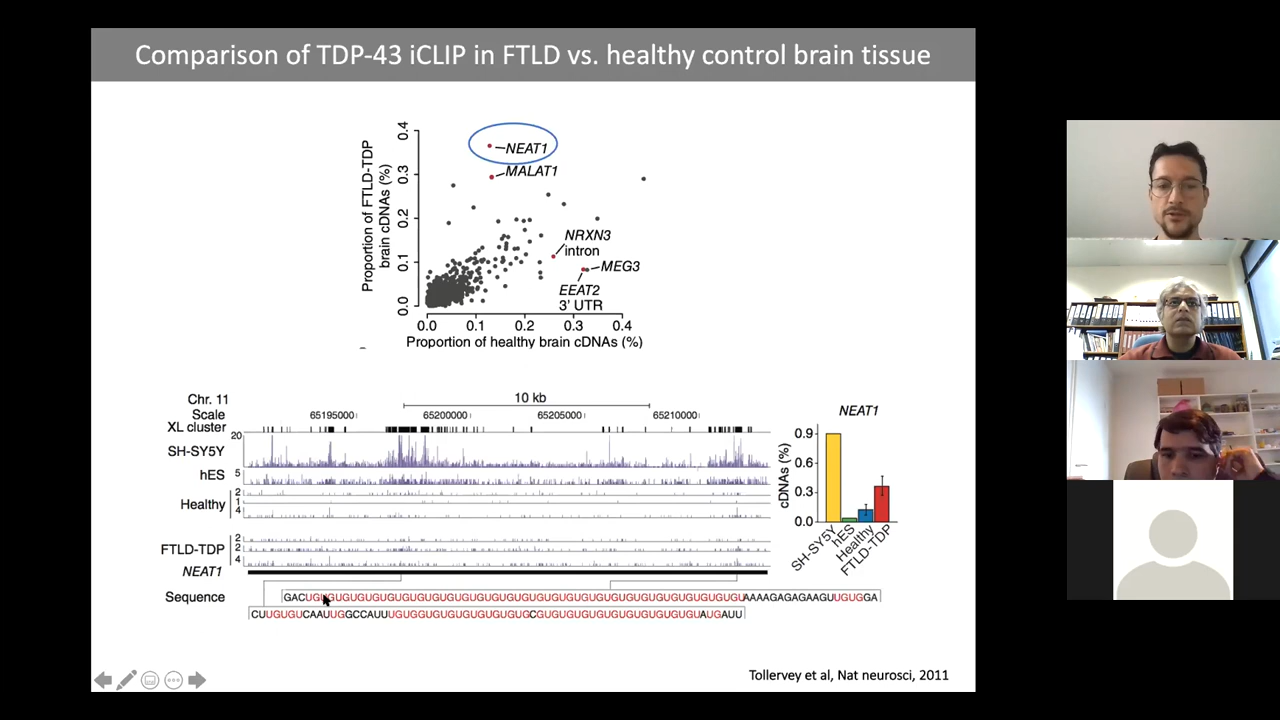 Comparison of TDP-43 iCLIP in FTLD vs. healthy control brain tissue
Proportion of FTLD-TDP
brain cDNAs (%)
0.4
0.3
0.2
0.1
0.0
NEAT1
MALAT1
NRXN3
intron
MEG3
EEAT2
3' UTR
0.0 0.1 0.2 0.3 0.4
Proportion of healthy brain cDNAs (%)
Chr. 11
10 kb
Scale
65195000 65200000 65205000 65210000
XL cluster
20
SH-SY5Y
hES 5
Healthy
2
1
4
FTLD-TDP
2
2
4
NEAT1
Sequence
NEAT1
cDNAs (%)
0.9
0.6
0.3
0.0
SH-SY5Y
hES
Healthy
FTLD-TDP
Tollervey et al, Nat neurosci, 2011